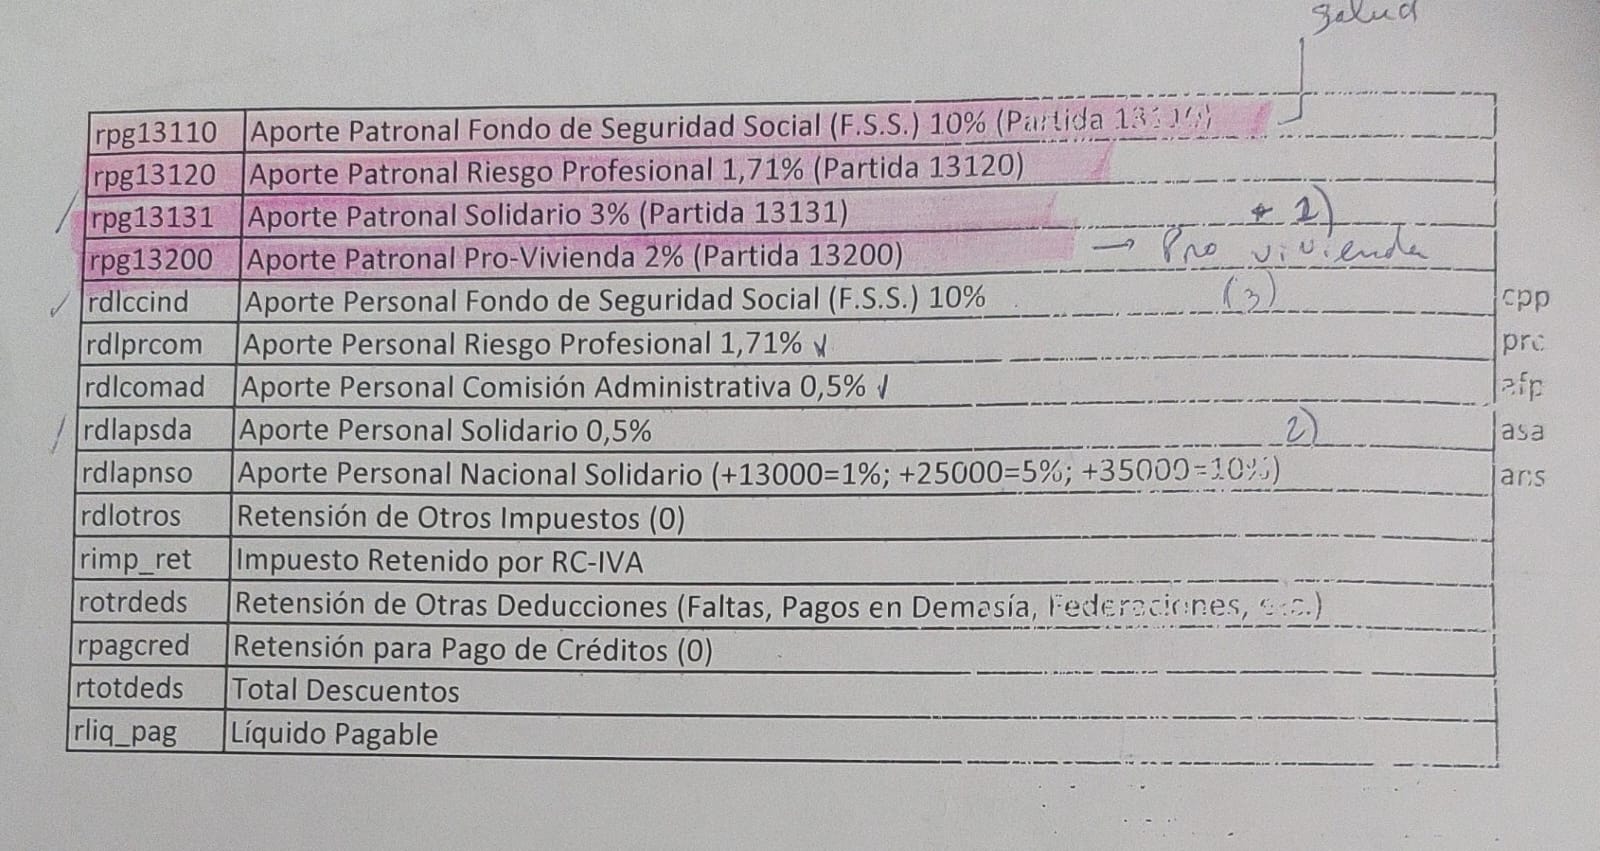 Salud
rpg13110 Aporte Patronal Fondo de Seguridad Social (F.S.S.) 10% (Partida
rpg13120 Aporte Patronal Riesgo Profesional 1,71% (Partida 13120)
rpg13131 Aporte Patronal Solidario 3% (Partida 13131)
rpg13200 Aporte Patronal Pro-Vivienda 2% (Partida 13200) → Pro vivienda
rdlccind Aporte Personal Fondo de Seguridad Social (F.S.S.) 10% (3) cpp
rdlprcom Aporte Personal Riesgo Profesional 1,71% ✓ prc
rdlcomad Aporte Personal Comisión Administrativa 0,5% ✓ afp
rdlapsda Aporte Personal Solidario 0,5% 2) asa
rdlapnso Aporte Personal Nacional Solidario (+13000=1%; +25000=5%; +35000=10%) ans
rdlotros Retensión de Otros Impuestos (0)
rimp_ret Impuesto Retenido por RC-IVA
rotrdeds Retensión de Otras Deducciones (Faltas, Pagos en Demasía, Federaciones, etc.)
rpagcred Retensión para Pago de Créditos (0)
rtotdeds Total Descuentos
rliq_pag Líquido Pagable